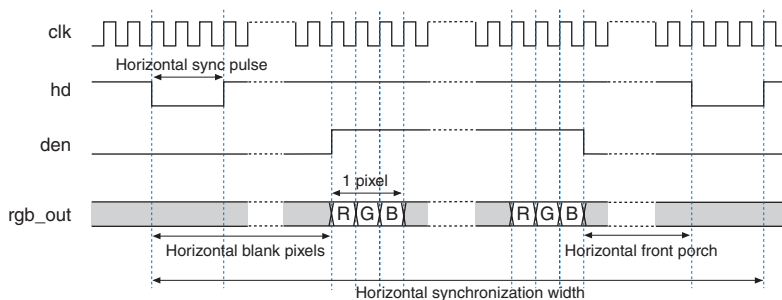 clk
Horizontal sync pulse
hd
den
1 pixel
rgb_out
R G B R G B
Horizontal blank pixels
Horizontal front porch
Horizontal synchronization width